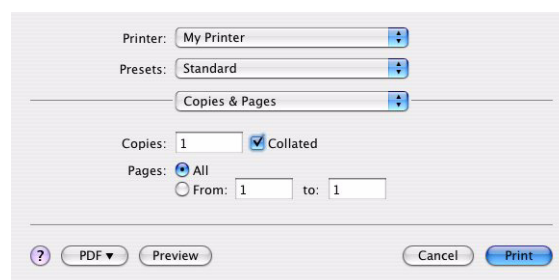 Printer: My Printer
Presets: Standard
Copies & Pages
Copies: 1 Collated
Pages: All
From: 1 to: 1
? PDF ▼ Preview Cancel Print